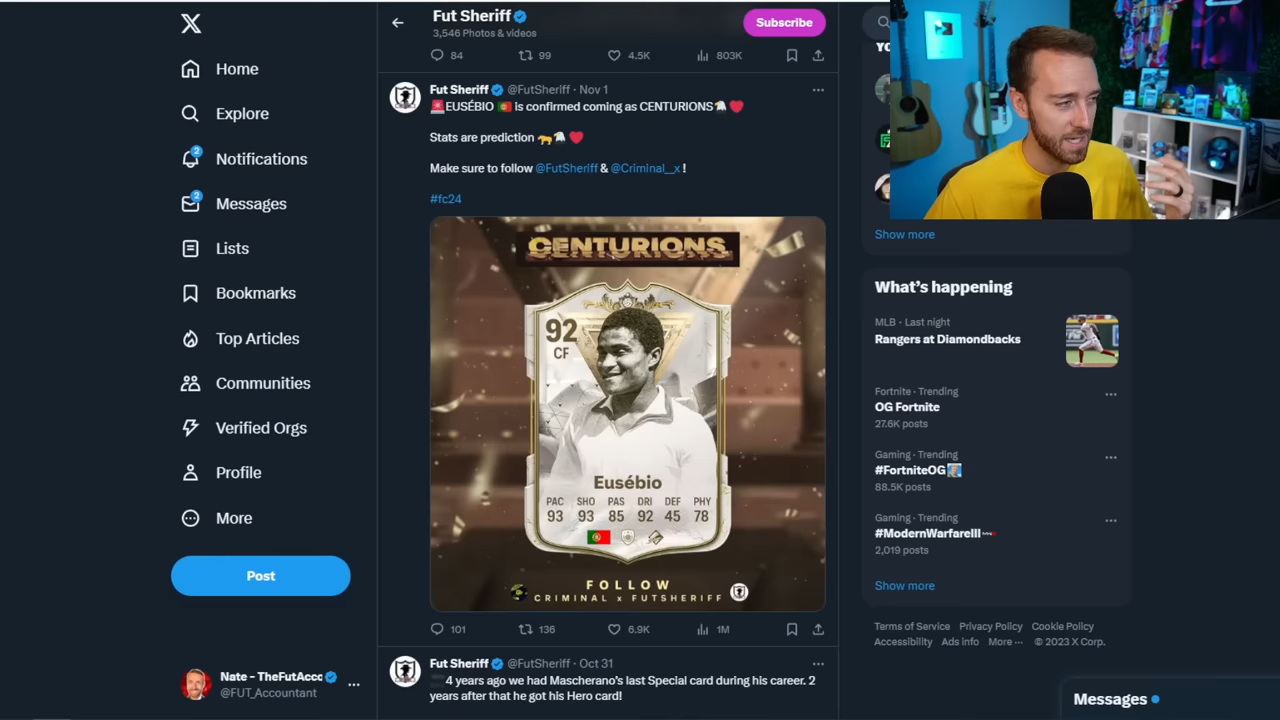 Home
Explore
2
Notifications
2
Messages
Lists
Bookmarks
Top Articles
Communities
Verified Orgs
Profile
More
Post
Nate - TheFutAcc
@FUT_Accountant
Fut Sheriff
3,546 Photos & videos
Subscribe
84 99 4.5K 803K
Fut Sheriff @FutSheriff · Nov 1
🚨EUSÉBIO 🇵🇹 is confirmed coming as CENTURIONS🦅❤️
Stats are prediction 🐆🦅❤️
Make sure to follow @FutSheriff & @Criminal__x !
#fc24
CENTURIONS
92
CF
Eusébio
PAC SHO PAS DRI DEF PHY
93 93 85 92 45 78
FOLLOW
CRIMINAL x FUTSHERIFF
101 136 6.9K 1M
Fut Sheriff @FutSheriff · Oct 31
4 years ago we had Mascherano's last Special card during his career. 2
years after that he got his Hero card!
Show more
What's happening
MLB · Last night
Rangers at Diamondbacks
Fortnite · Trending
OG Fortnite
27.6K posts
Gaming · Trending
#FortniteOG
88.5K posts
Gaming · Trending
#ModernWarfareIII
2,019 posts
Show more
Terms of Service Privacy Policy Cookie Policy
Accessibility Ads info More ··· © 2023 X Corp.
Messages